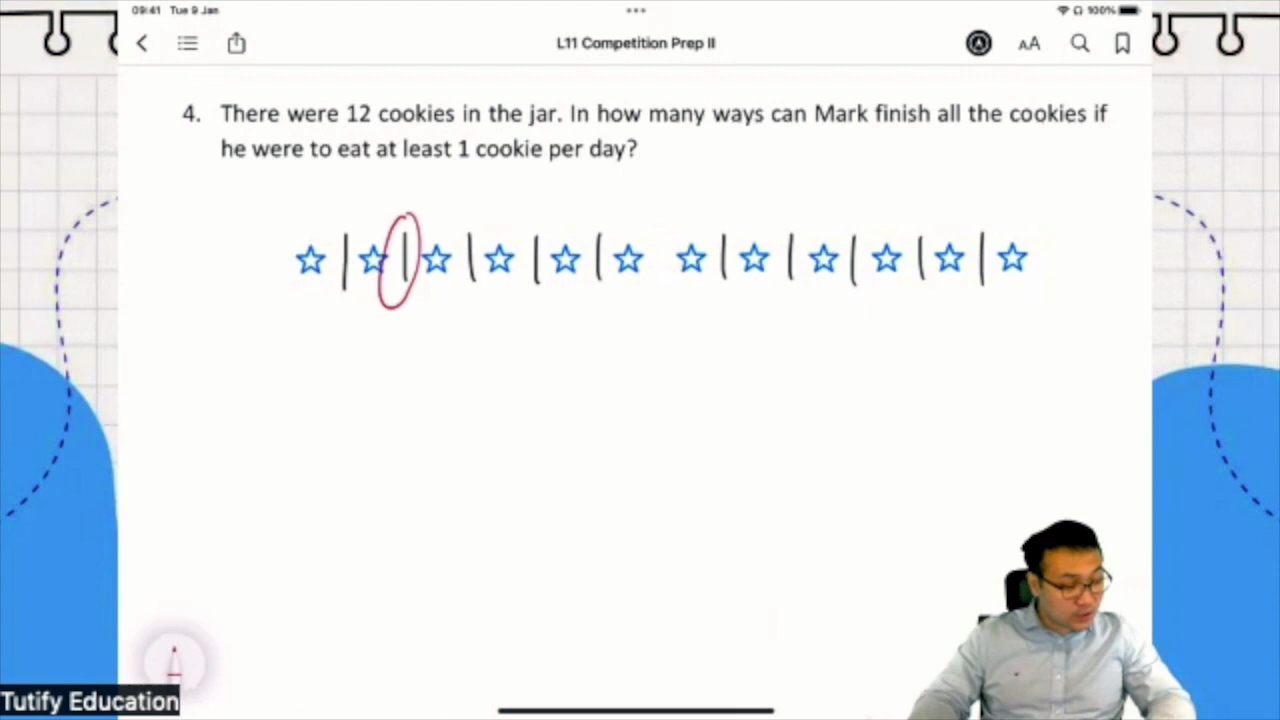 09:41 Tue 9 Jan
100%
L11 Competition Prep II
AA
4. There were 12 cookies in the jar. In how many ways can Mark finish all the cookies if
he were to eat at least 1 cookie per day?
Tutify Education